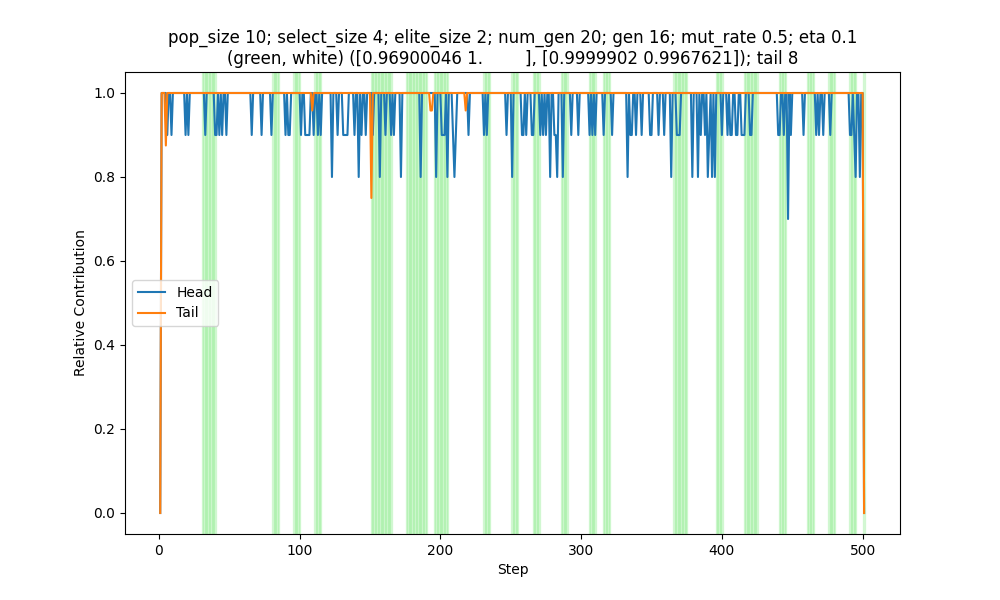 pop_size 10; select_size 4; elite_size 2; num_gen 20; gen 16; mut_rate 0.5; eta 0.1
(green, white) ([0.96900046 1.        ], [0.9999902 0.9967621]); tail 8
1.0
0.8
0.6
0.4
0.2
0.0
Relative Contribution
Head
Tail
0 100 200 300 400 500
Step